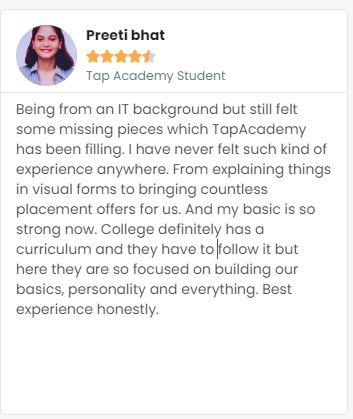 Preeti bhat
Tap Academy Student
Being from an IT background but still felt
some missing pieces which TapAcademy
has been filling. I have never felt such kind of
experience anywhere. From explaining things
in visual forms to bringing countless
placement offers for us. And my basic is so
strong now. College definitely has a
curriculum and they have to follow it but
here they are so focused on building our
basics, personality and everything. Best
experience honestly.